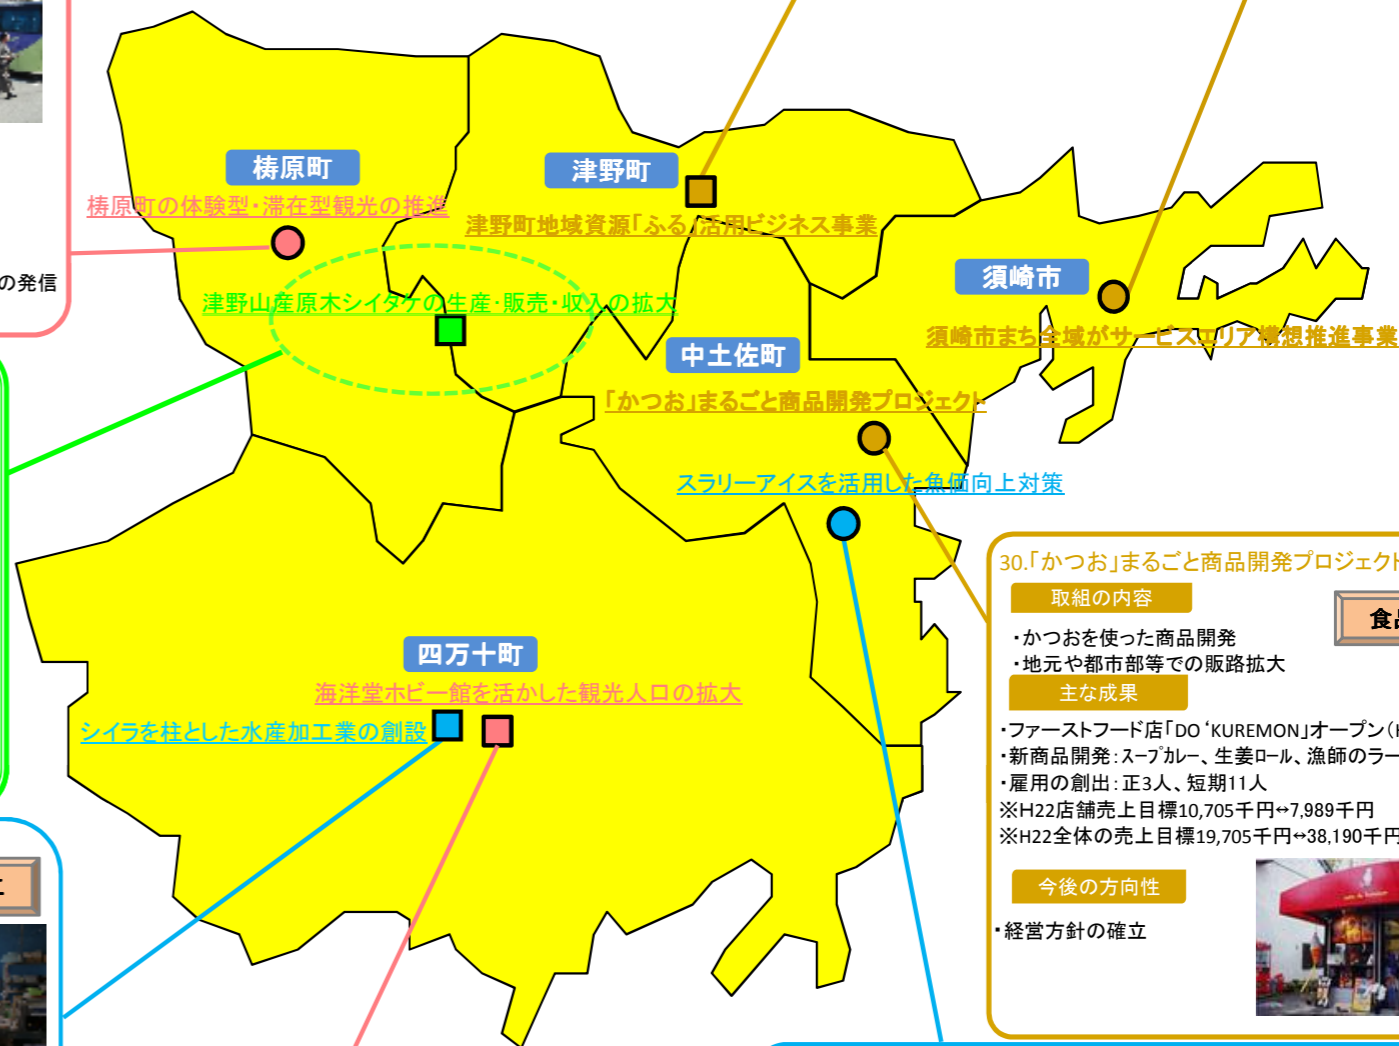 梼原町
梼原町の体験型・滞在型観光の推進
の発信
津野町
津野町地域資源「ふる」活用ビジネス事業
津野山産原木シイタケの生産・販売・収入の拡大
須崎市
須崎市まち全域がサービスエリア構想推進事業
中土佐町
「かつお」まるごと商品開発プロジェクト
スラリーアイスを活用した魚価向上対策
四万十町
海洋堂ホビー館を活かした観光人口の拡大
シイラを柱とした水産加工業の創設
30.「かつお」まるごと商品開発プロジェクト
取組の内容
食
・かつおを使った商品開発
・地元や都市部等での販路拡大
主な成果
・ファーストフード店「DO‘KUREMON」オープン(
・新商品開発：スープカレー、生姜ロール、漁師のラー
・雇用の創出：正3人、短期11人
※H22店舗売上目標10,705千円↔7,989千円
※H22全体の売上目標19,705千円↔38,190千円
今後の方向性
・経営方針の確立